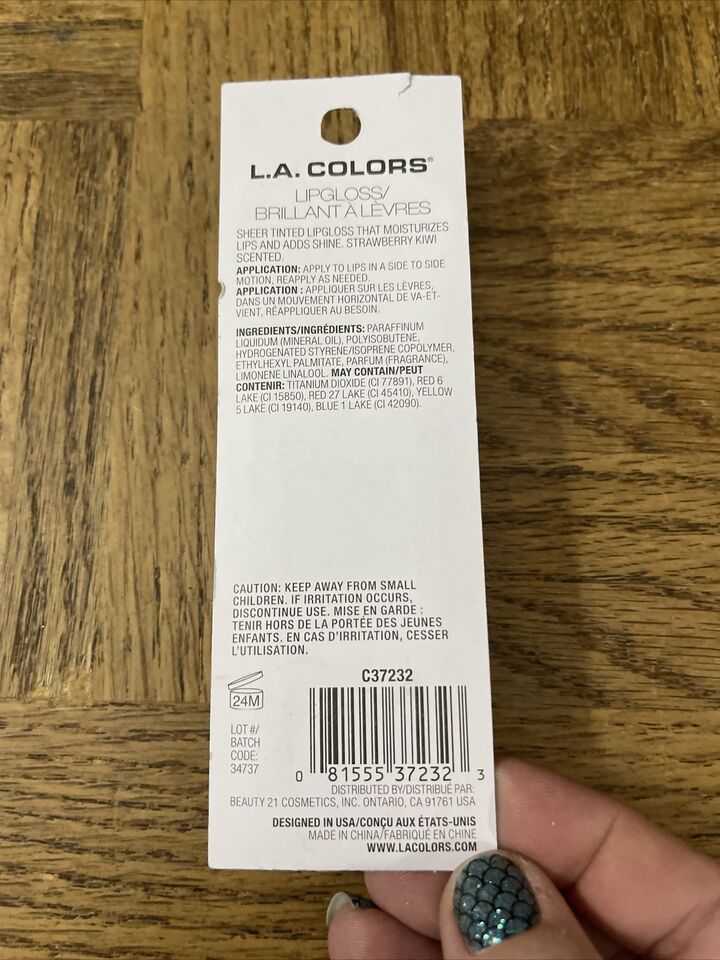 L.A. COLORS®
LIPGLOSS/
BRILLANT À LÈVRES
SHEER TINTED LIPGLOSS THAT MOISTURIZES
LIPS AND ADDS SHINE. STRAWBERRY KIWI
SCENTED.
APPLICATION: APPLY TO LIPS IN A SIDE TO SIDE
MOTION, REAPPLY AS NEEDED.
APPLICATION : APPLIQUER SUR LES LÈVRES,
DANS UN MOUVEMENT HORIZONTAL DE VA-ET-
VIENT, RÉAPPLIQUER AU BESOIN.
INGREDIENTS/INGRÉDIENTS: PARAFFINUM
LIQUIDUM (MINERAL OIL), POLYISOBUTENE,
HYDROGENATED STYRENE/ISOPRENE COPOLYMER,
ETHYLHEXYL PALMITATE, PARFUM (FRAGRANCE),
LIMONENE LINALOOL. MAY CONTAIN/PEUT
CONTENIR: TITANIUM DIOXIDE (CI 77891), RED 6
LAKE (CI 15850), RED 27 LAKE (CI 45410), YELLOW
5 LAKE (CI 19140), BLUE 1 LAKE (CI 42090).
CAUTION: KEEP AWAY FROM SMALL
CHILDREN. IF IRRITATION OCCURS,
DISCONTINUE USE. MISE EN GARDE :
TENIR HORS DE LA PORTÉE DES JEUNES
ENFANTS. EN CAS D'IRRITATION, CESSER
L'UTILISATION.
C37232
24M
LOT #/
BATCH
CODE:
34737
0 81555 37232 3
DISTRIBUTED BY/DISTRIBUÉ PAR:
BEAUTY 21 COSMETICS, INC. ONTARIO, CA 91761 USA
DESIGNED IN USA/CONÇU AUX ÉTATS-UNIS
MADE IN CHINA/FABRIQUÉ EN CHINE
WWW.LACOLORS.COM